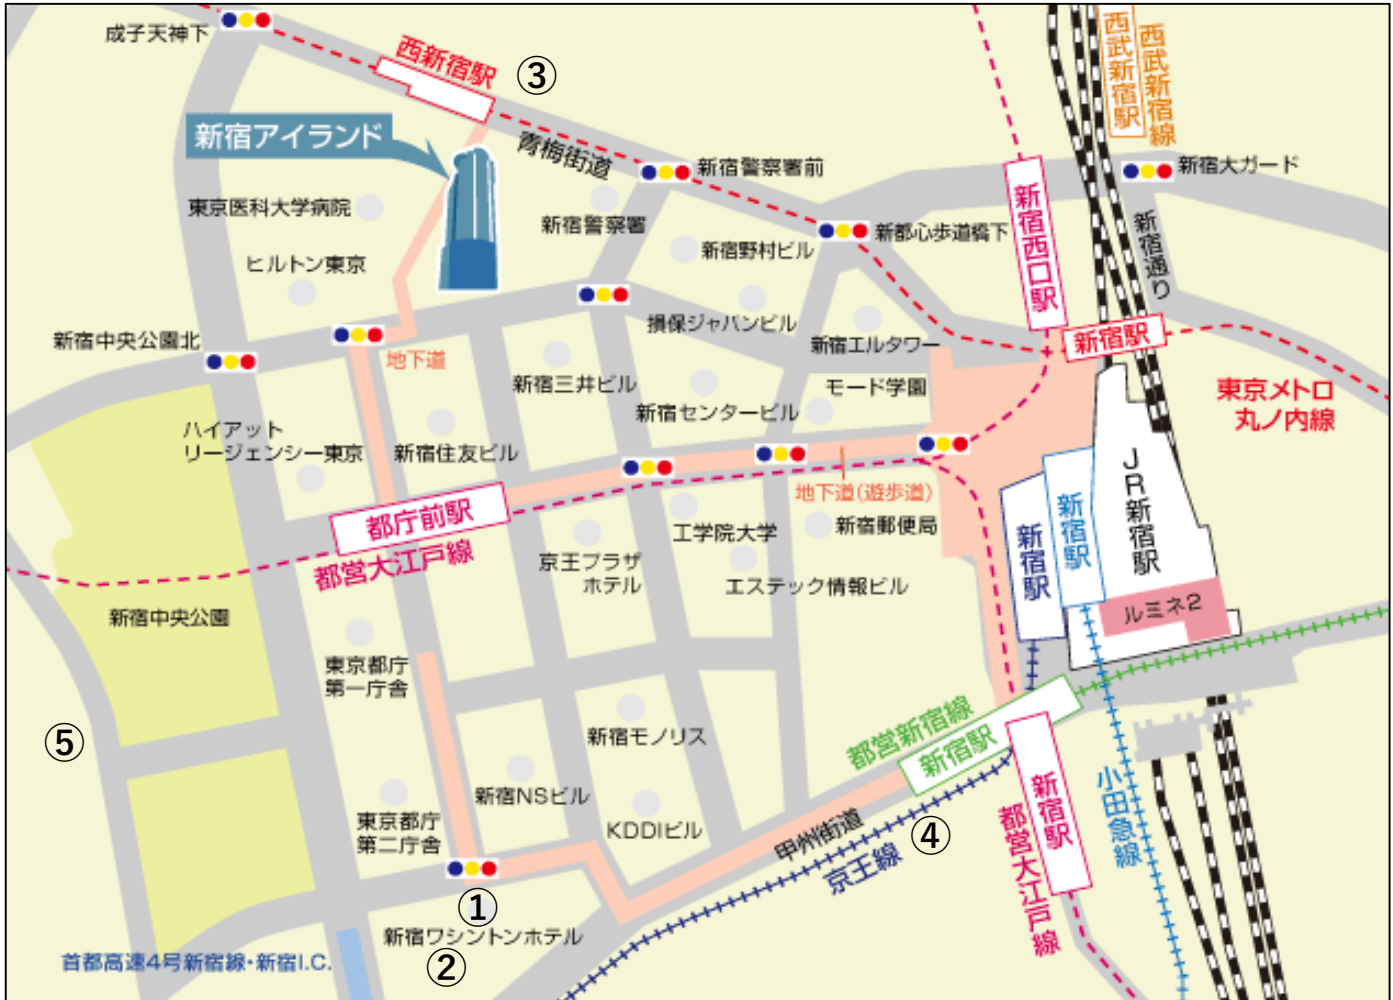 成子天神下
西新宿駅
③
西武新宿駅
西武新宿線
新宿アイランド
青梅街道
新宿警察署前
新宿大ガード
東京医科大学病院
新宿警察署
新宿西口駅
新都心歩道橋下
新宿野村ビル
新宿通り
ヒルトン東京
新宿中央公園北
損保ジャパンビル
新宿エルタワー
新宿駅
地下道
新宿三井ビル
モード学園
東京メトロ
丸ノ内線
新宿センタービル
ハイアット
リージェンシー東京
新宿住友ビル
JR新宿駅
地下道(遊歩道)
都庁前駅
都営大江戸線
工学院大学
新宿郵便局
新宿駅
新宿駅
京王プラザ
ホテル
エステック情報ビル
新宿中央公園
ルミネ2
東京都庁
第一庁舎
⑤
新宿モノリス
都営新宿線
新宿駅
新宿NSビル
新宿駅
都営大江戸線
小田急線
東京都庁
第二庁舎
KDDIビル
甲州街道
京王線
④
①
新宿ワシントンホテル
②
首都高速4号新宿線・新宿I.C.